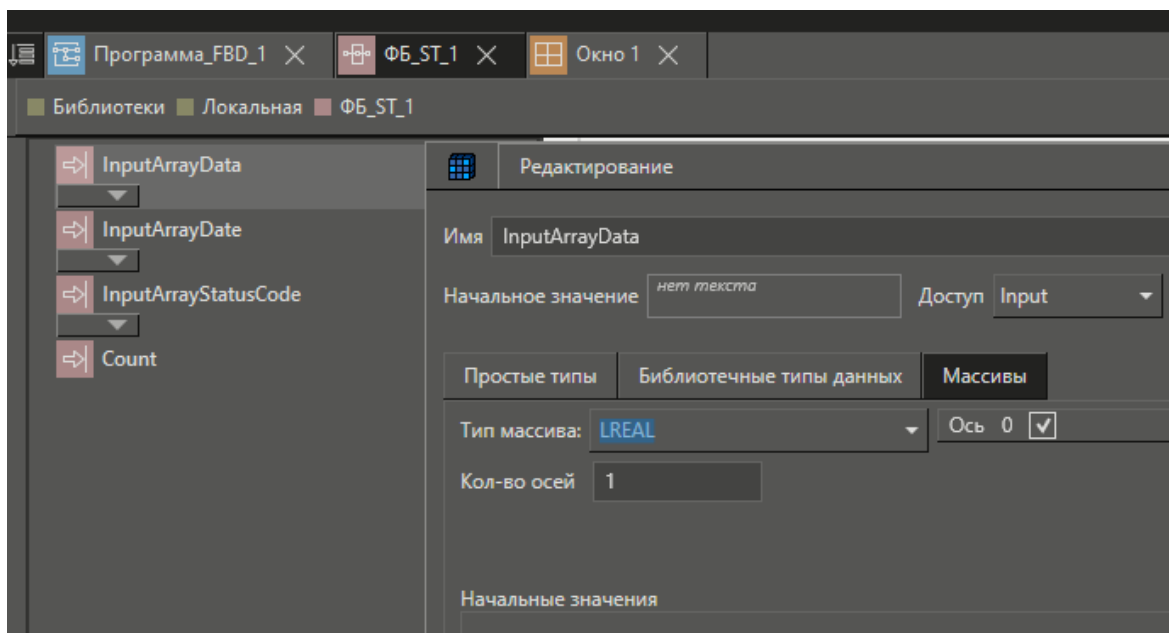 Программа_FBD_1 ФБ_ST_1 Окно 1
Библиотеки Локальная ФБ_ST_1
InputArrayData
InputArrayDate
InputArrayStatusCode
Count
Редактирование
Имя InputArrayData
Начальное значение нет текста Доступ Input
Простые типы Библиотечные типы данных Массивы
Тип массива: LREAL Ось 0
Кол-во осей 1
Начальные значения